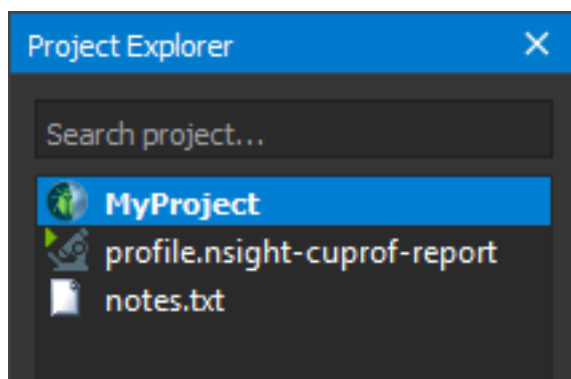 Project Explorer
Search project...
MyProject
profile.nsight-cuprof-report
notes.txt